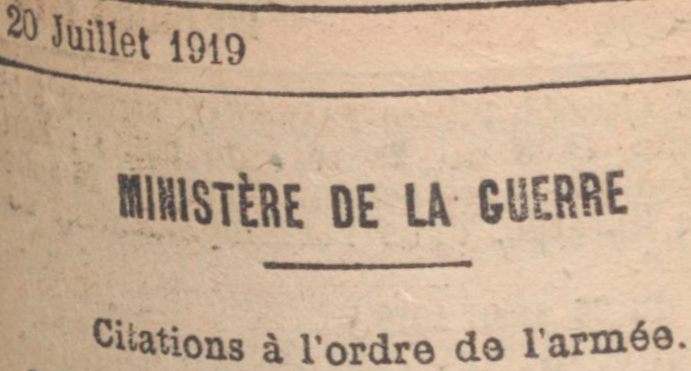 20 Juillet 1919
MINISTÈRE DE LA GUERRE
Citations à l'ordre de l'armée.